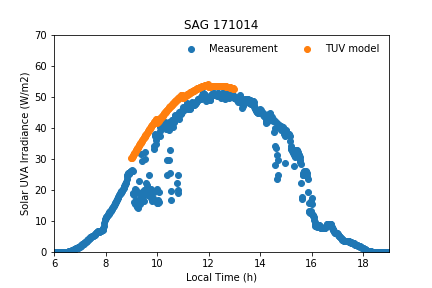 SAG 171014
Measurement
TUV model
70
60
50
40
30
20
10
0
Solar UVA Irradiance (W/m2)
6 8 10 12 14 16 18
Local Time (h)